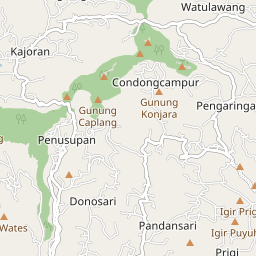 Watulawang
Kajoran
Condongcampur
Gunung
Konjara
Pengaringa
Gunung
Caplang
Penusupan
Donosari
Igir Prig
Wates
Pandansari
Igir Puyuh
Prigi